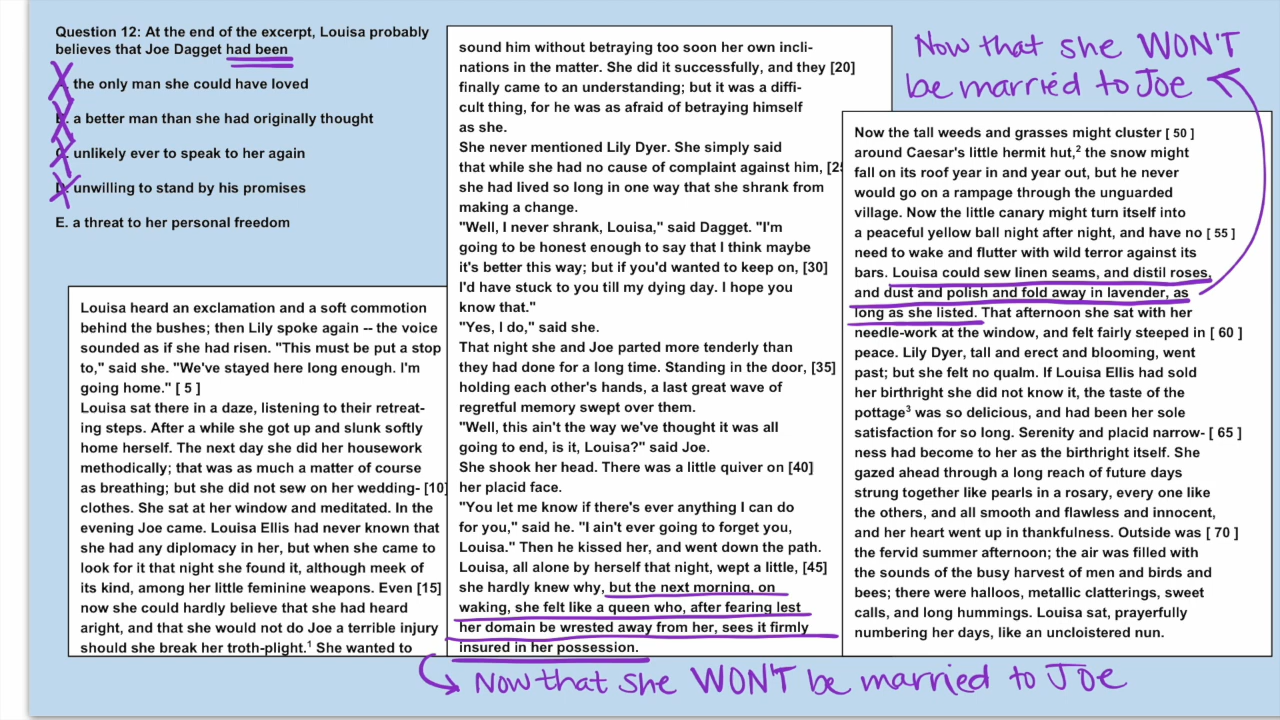 Question 12: At the end of the excerpt, Louisa probably
believes that Joe Dagget had been
the only man she could have loved
B. a better man than she had originally thought
C. unlikely ever to speak to her again
D. unwilling to stand by his promises
E. a threat to her personal freedom
Louisa heard an exclamation and a soft commotion
behind the bushes; then Lily spoke again -- the voice
sounded as if she had risen. "This must be put a stop
to," said she. "We've stayed here long enough. I'm
going home." [ 5 ]
Louisa sat there in a daze, listening to their retreat-
ing steps. After a while she got up and slunk softly
home herself. The next day she did her housework
methodically; that was as much a matter of course
as breathing; but she did not sew on her wedding- [10]
clothes. She sat at her window and meditated. In the
evening Joe came. Louisa Ellis had never known that
she had any diplomacy in her, but when she came to
look for it that night she found it, although meek of
its kind, among her little feminine weapons. Even [15]
now she could hardly believe that she had heard
aright, and that she would not do Joe a terrible injury
should she break her troth-plight.¹ She wanted to
sound him without betraying too soon her own incli-
nations in the matter. She did it successfully, and they [20]
finally came to an understanding; but it was a diffi-
cult thing, for he was as afraid of betraying himself
as she.
She never mentioned Lily Dyer. She simply said
that while she had no cause of complaint against him, [25
she had lived so long in one way that she shrank from
making a change.
"Well, I never shrank, Louisa," said Dagget. "I'm
going to be honest enough to say that I think maybe
it's better this way; but if you'd wanted to keep on, [30]
I'd have stuck to you till my dying day. I hope you
know that."
"Yes, I do," said she.
That night she and Joe parted more tenderly than
they had done for a long time. Standing in the door, [35]
holding each other's hands, a last great wave of
regretful memory swept over them.
"Well, this ain't the way we've thought it was all
going to end, is it, Louisa?" said Joe.
She shook her head. There was a little quiver on [40]
her placid face.
"You let me know if there's ever anything I can do
for you," said he. "I ain't ever going to forget you,
Louisa." Then he kissed her, and went down the path.
Louisa, all alone by herself that night, wept a little, [45]
she hardly knew why, but the next morning, on
waking, she felt like a queen who, after fearing lest
her domain be wrested away from her, sees it firmly
insured in her possession.
Now that she WON'T be married to Joe
Now that she WON'T
be married to Joe
Now the tall weeds and grasses might cluster [ 50 ]
around Caesar's little hermit hut,² the snow might
fall on its roof year in and year out, but he never
would go on a rampage through the unguarded
village. Now the little canary might turn itself into
a peaceful yellow ball night after night, and have no [ 55 ]
need to wake and flutter with wild terror against its
bars. Louisa could sew linen seams, and distil roses,
and dust and polish and fold away in lavender, as
long as she listed. That afternoon she sat with her
needle-work at the window, and felt fairly steeped in [ 60 ]
peace. Lily Dyer, tall and erect and blooming, went
past; but she felt no qualm. If Louisa Ellis had sold
her birthright she did not know it, the taste of the
pottage³ was so delicious, and had been her sole
satisfaction for so long. Serenity and placid narrow- [ 65 ]
ness had become to her as the birthright itself. She
gazed ahead through a long reach of future days
strung together like pearls in a rosary, every one like
the others, and all smooth and flawless and innocent,
and her heart went up in thankfulness. Outside was [ 70 ]
the fervid summer afternoon; the air was filled with
the sounds of the busy harvest of men and birds and
bees; there were halloos, metallic clatterings, sweet
calls, and long hummings. Louisa sat, prayerfully
numbering her days, like an uncloistered nun.